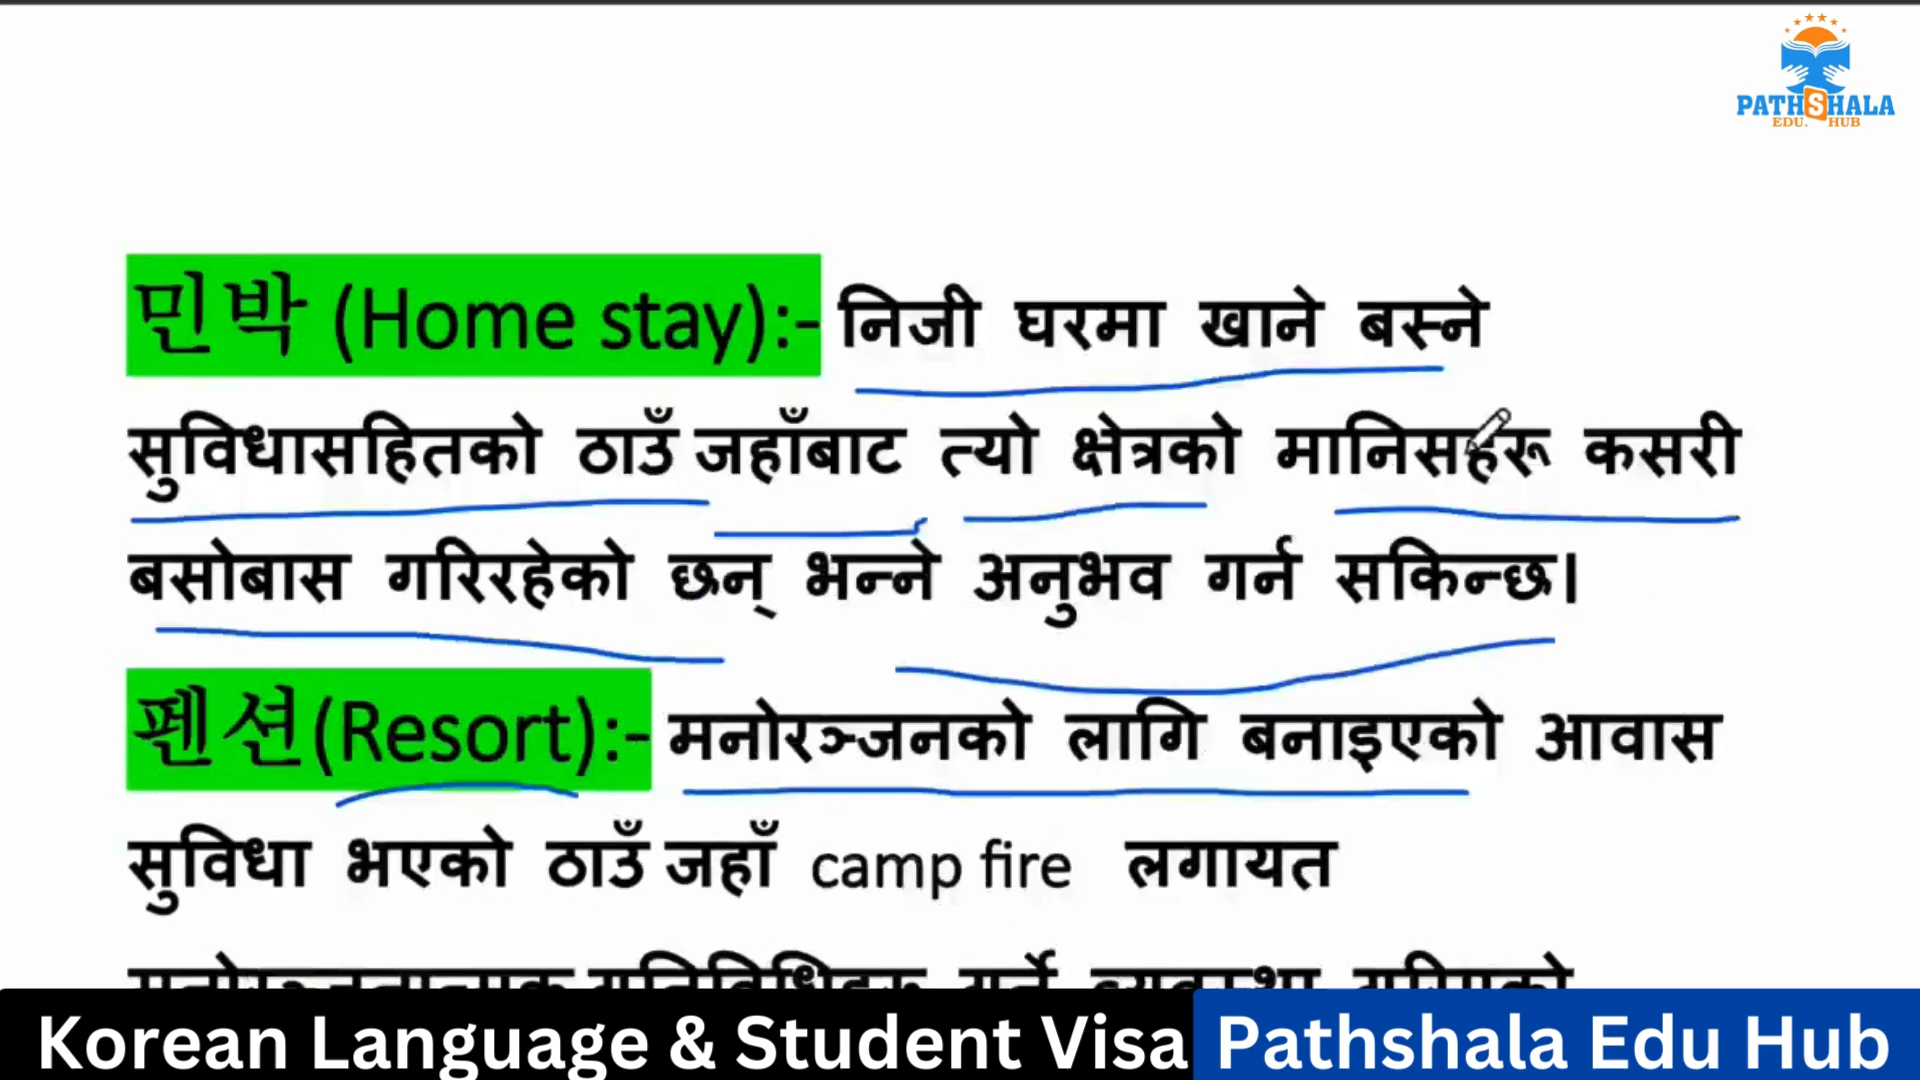 PATHSHALA
EDU. HUB
민박 (Home stay):- निजी घरमा खाने बस्ने
सुविधासहितको ठाउँ जहाँबाट त्यो क्षेत्रको मानिसहरू कसरी
बसोबास गरिरहेको छन् भन्ने अनुभव गर्न सकिन्छ।
펜션(Resort):- मनोरञ्जनको लागि बनाइएको आवास
सुविधा भएको ठाउँ जहाँ camp fire लगायत
Korean Language & Student Visa Pathshala Edu Hub